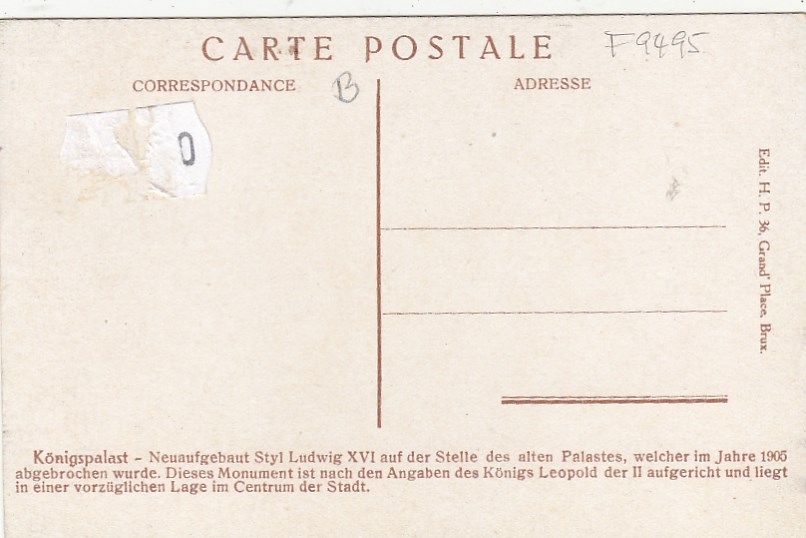 CARTE POSTALE
F9495
CORRESPONDANCE
B
ADRESSE
0
Edit. H. P. 36, Grand' Place, Brux.
Königspalast – Neuaufgebaut Styl Ludwig XVI auf der Stelle des alten Palastes, welcher im Jahre 1905
abgebrochen wurde. Dieses Monument ist nach den Angaben des Königs Leopold der II aufgericht und liegt
in einer vorzüglichen Lage im Centrum der Stadt.